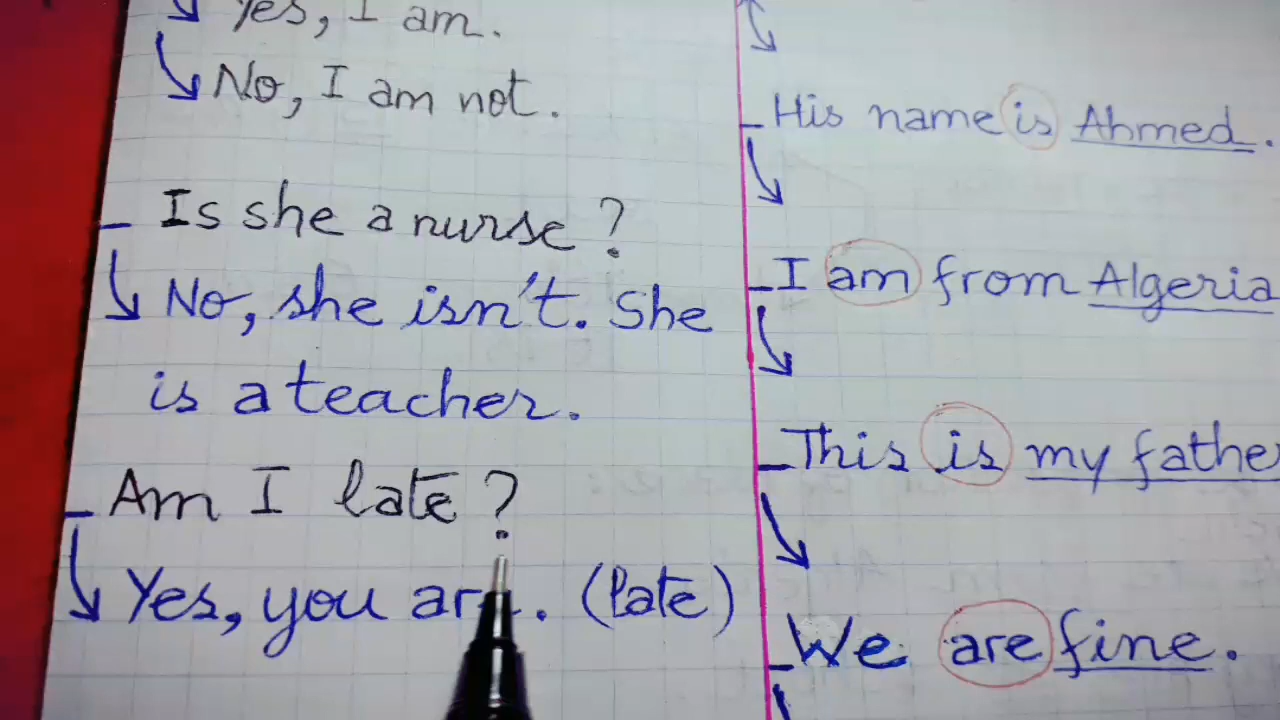 Yes, I am.
No, I am not.
_ Is she a nurse ?
No, she isn't. She
is a teacher.
_ Am I late ?
Yes, you are. (late)
_ His name is Ahmed.
_ I am from Algeria
_ This is my father
_ We are fine.